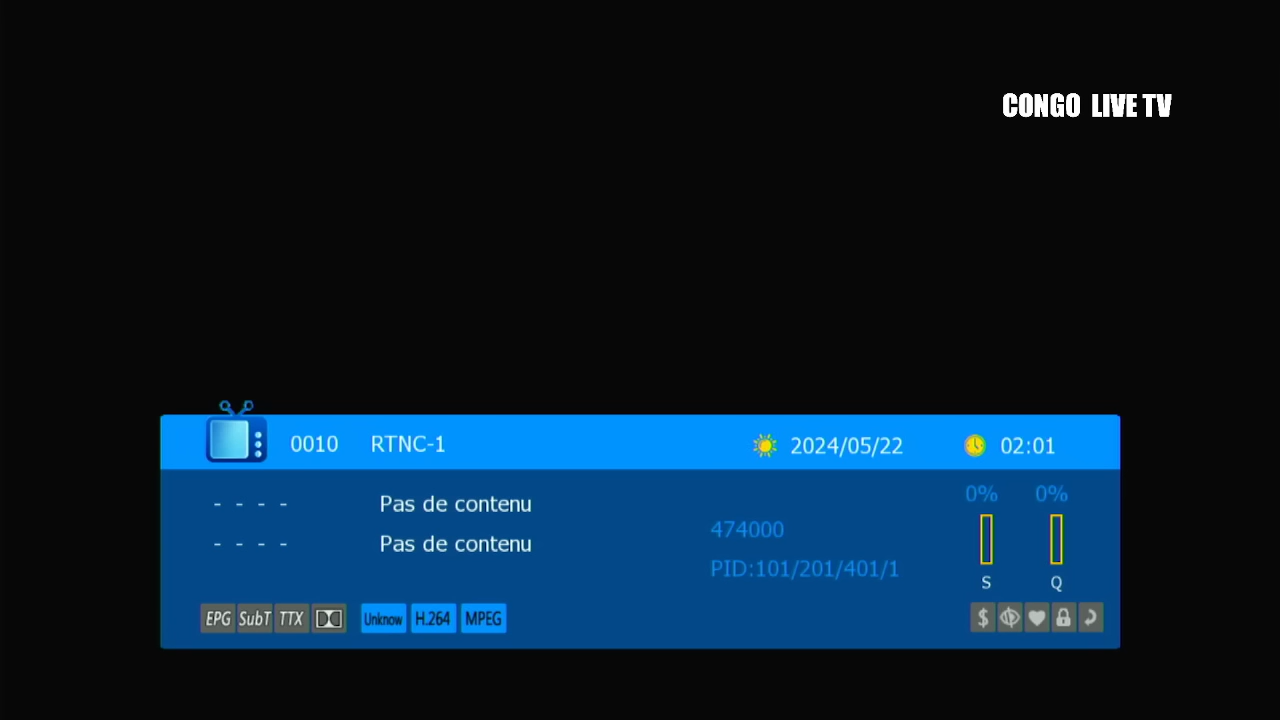 CONGO LIVE TV
0010 RTNC-1 2024/05/22 02:01
- - - - Pas de contenu 0% 0%
474000
- - - - Pas de contenu
PID:101/201/401/1
S Q
EPG SubT TTX Unknow H.264 MPEG $